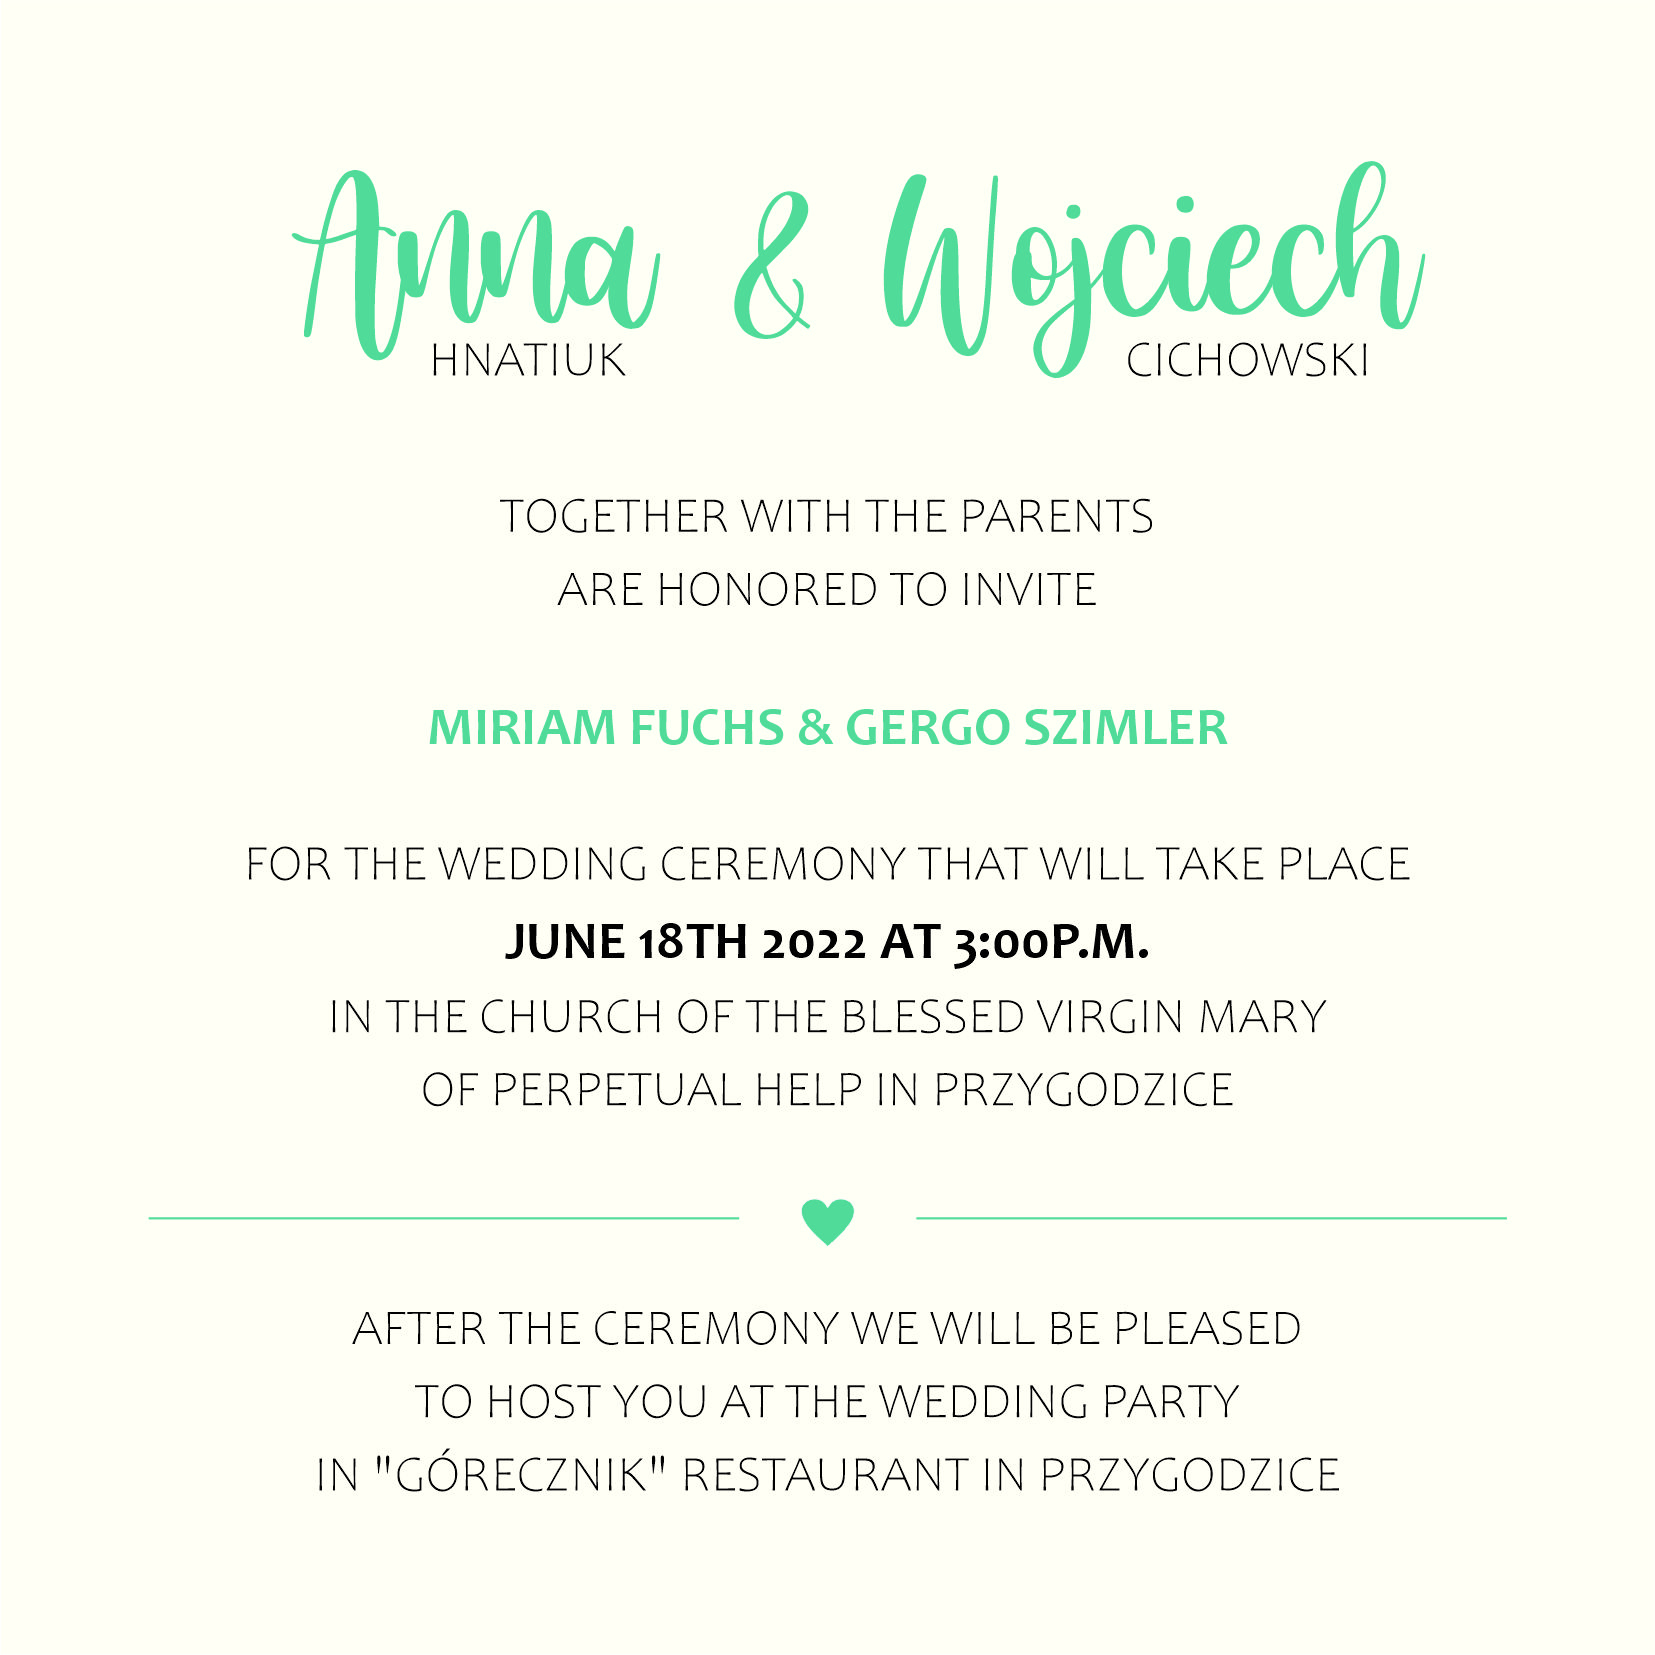 Anna & Wojciech
HNATIUK CICHOWSKI
TOGETHER WITH THE PARENTS
ARE HONORED TO INVITE
MIRIAM FUCHS & GERGO SZIMLER
FOR THE WEDDING CEREMONY THAT WILL TAKE PLACE
JUNE 18TH 2022 AT 3:00P.M.
IN THE CHURCH OF THE BLESSED VIRGIN MARY
OF PERPETUAL HELP IN PRZYGODZICE
AFTER THE CEREMONY WE WILL BE PLEASED
TO HOST YOU AT THE WEDDING PARTY
IN "GÓRECZNIK" RESTAURANT IN PRZYGODZICE